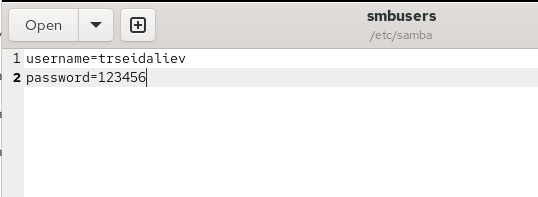 Open
smbusers
/etc/samba
1 username=trseidaliev
2 password=123456